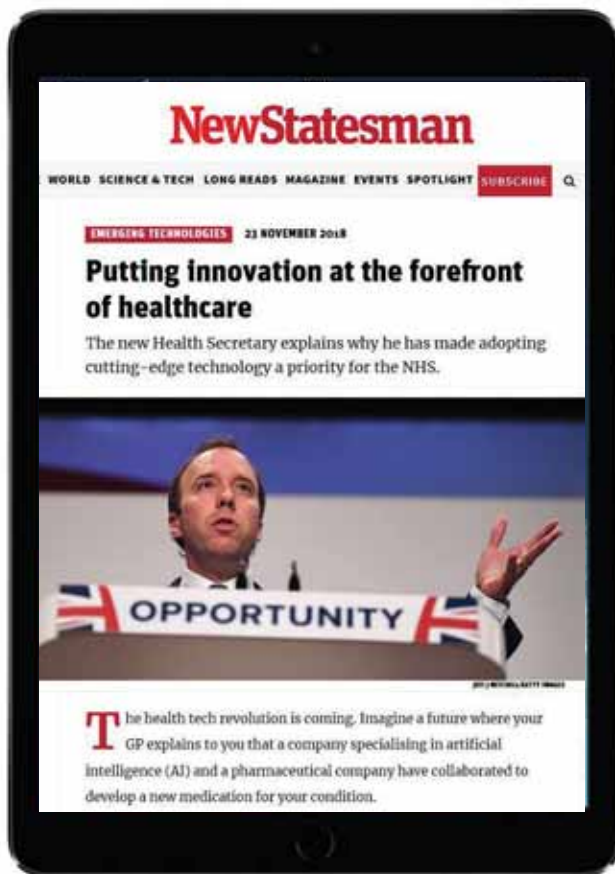 NewStatesman
WORLD SCIENCE & TECH LONG READS MAGAZINE EVENTS SPOTLIGHT SUBSCRIBE
EMERGING TECHNOLOGIES 23 NOVEMBER 2018
Putting innovation at the forefront
of healthcare
The new Health Secretary explains why he has made adopting
cutting-edge technology a priority for the NHS.
OPPORTUNITY
GETTY IMAGES
The health tech revolution is coming. Imagine a future where your
GP explains to you that a company specialising in artificial
intelligence (AI) and a pharmaceutical company have collaborated to
develop a new medication for your condition.